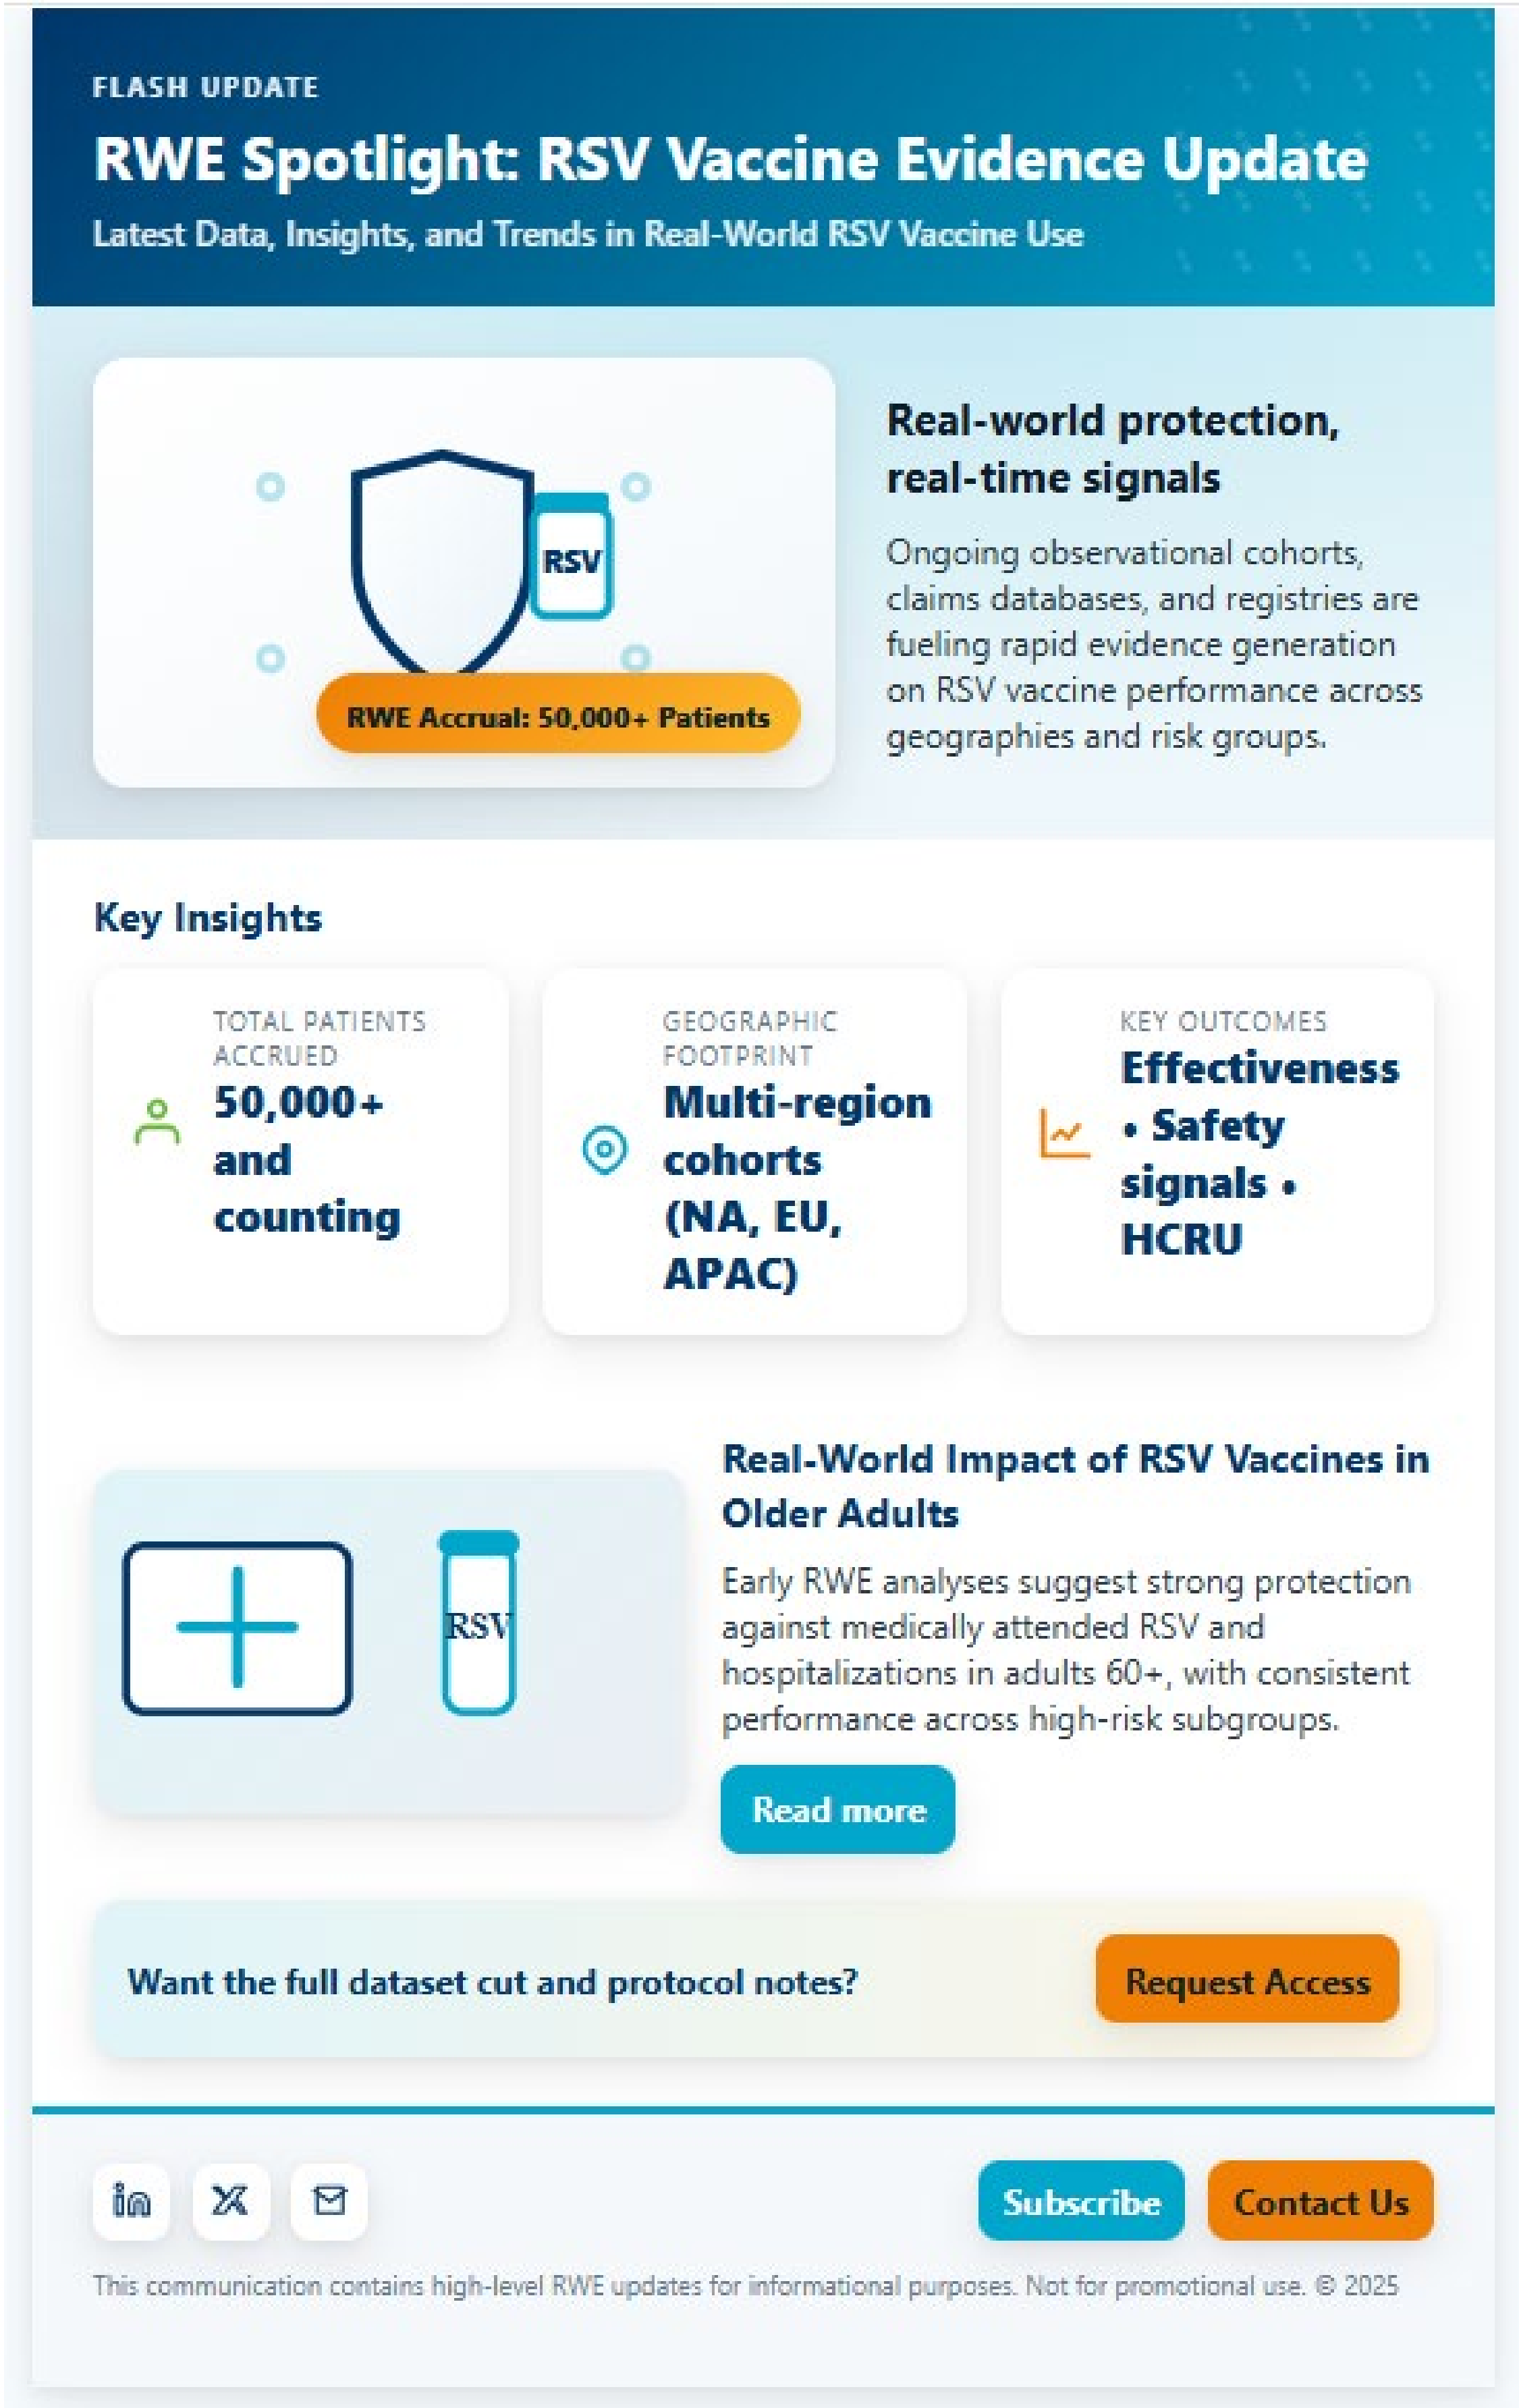 FLASH UPDATE
RWE Spotlight: RSV Vaccine Evidence Update
Latest Data, Insights, and Trends in Real-World RSV Vaccine Use
RSV
RWE Accrual: 50,000+ Patients
Real-world protection,
real-time signals
Ongoing observational cohorts,
claims databases, and registries are
fueling rapid evidence generation
on RSV vaccine performance across
geographies and risk groups.
Key Insights
TOTAL PATIENTS
ACCRUED
50,000+
and
counting
GEOGRAPHIC
FOOTPRINT
Multi-region
cohorts
(NA, EU,
APAC)
KEY OUTCOMES
Effectiveness
• Safety
signals •
HCRU
RSV
Real-World Impact of RSV Vaccines in
Older Adults
Early RWE analyses suggest strong protection
against medically attended RSV and
hospitalizations in adults 60+, with consistent
performance across high-risk subgroups.
Read more
Want the full dataset cut and protocol notes?
Request Access
in
X
Subscribe
Contact Us
This communication contains high-level RWE updates for informational purposes. Not for promotional use. © 2025